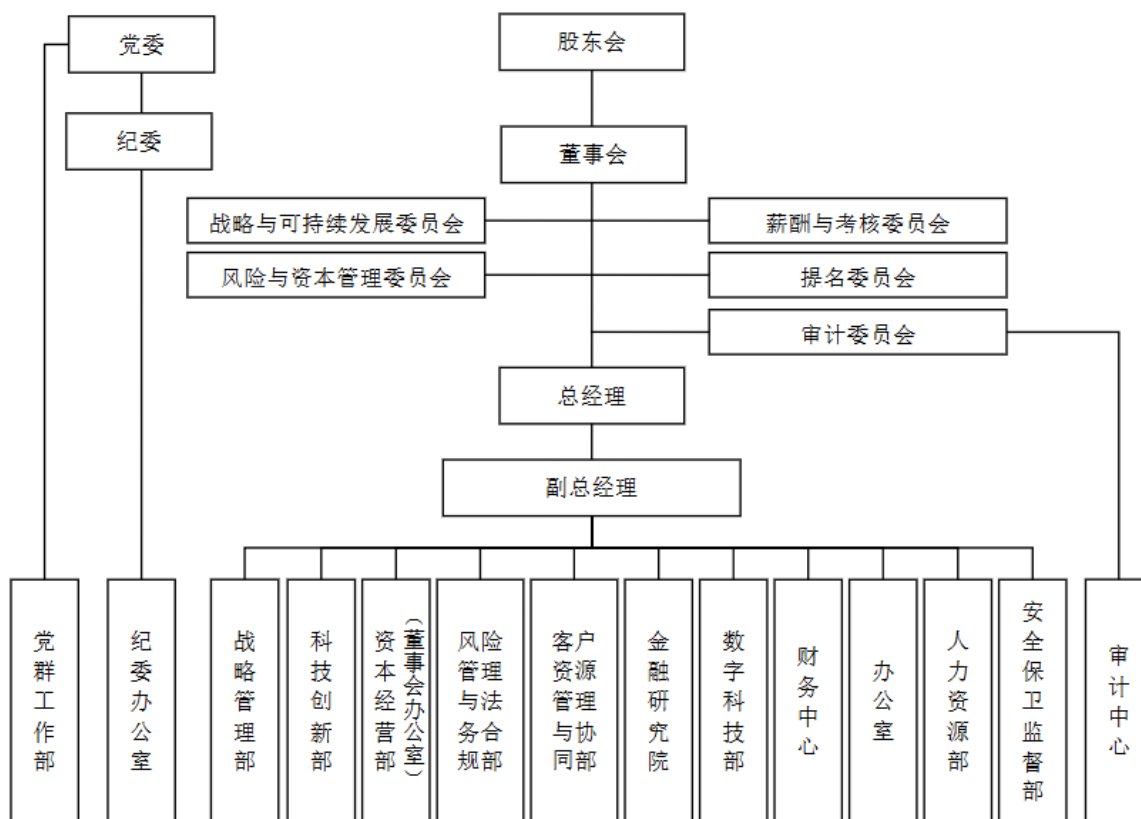 党委
股东会
纪委
董事会
战略与可持续发展委员会
薪酬与考核委员会
风险与资本管理委员会
提名委员会
审计委员会
总经理
副总经理
党群工作部
纪委办公室
战略管理部
科技创新部
资本经营部
（董事会办公室）
风险管理与法务合规部
客户资源管理与协同部
金融研究院
数字科技部
财务中心
办公室
人力资源部
安全保卫监督部
审计中心